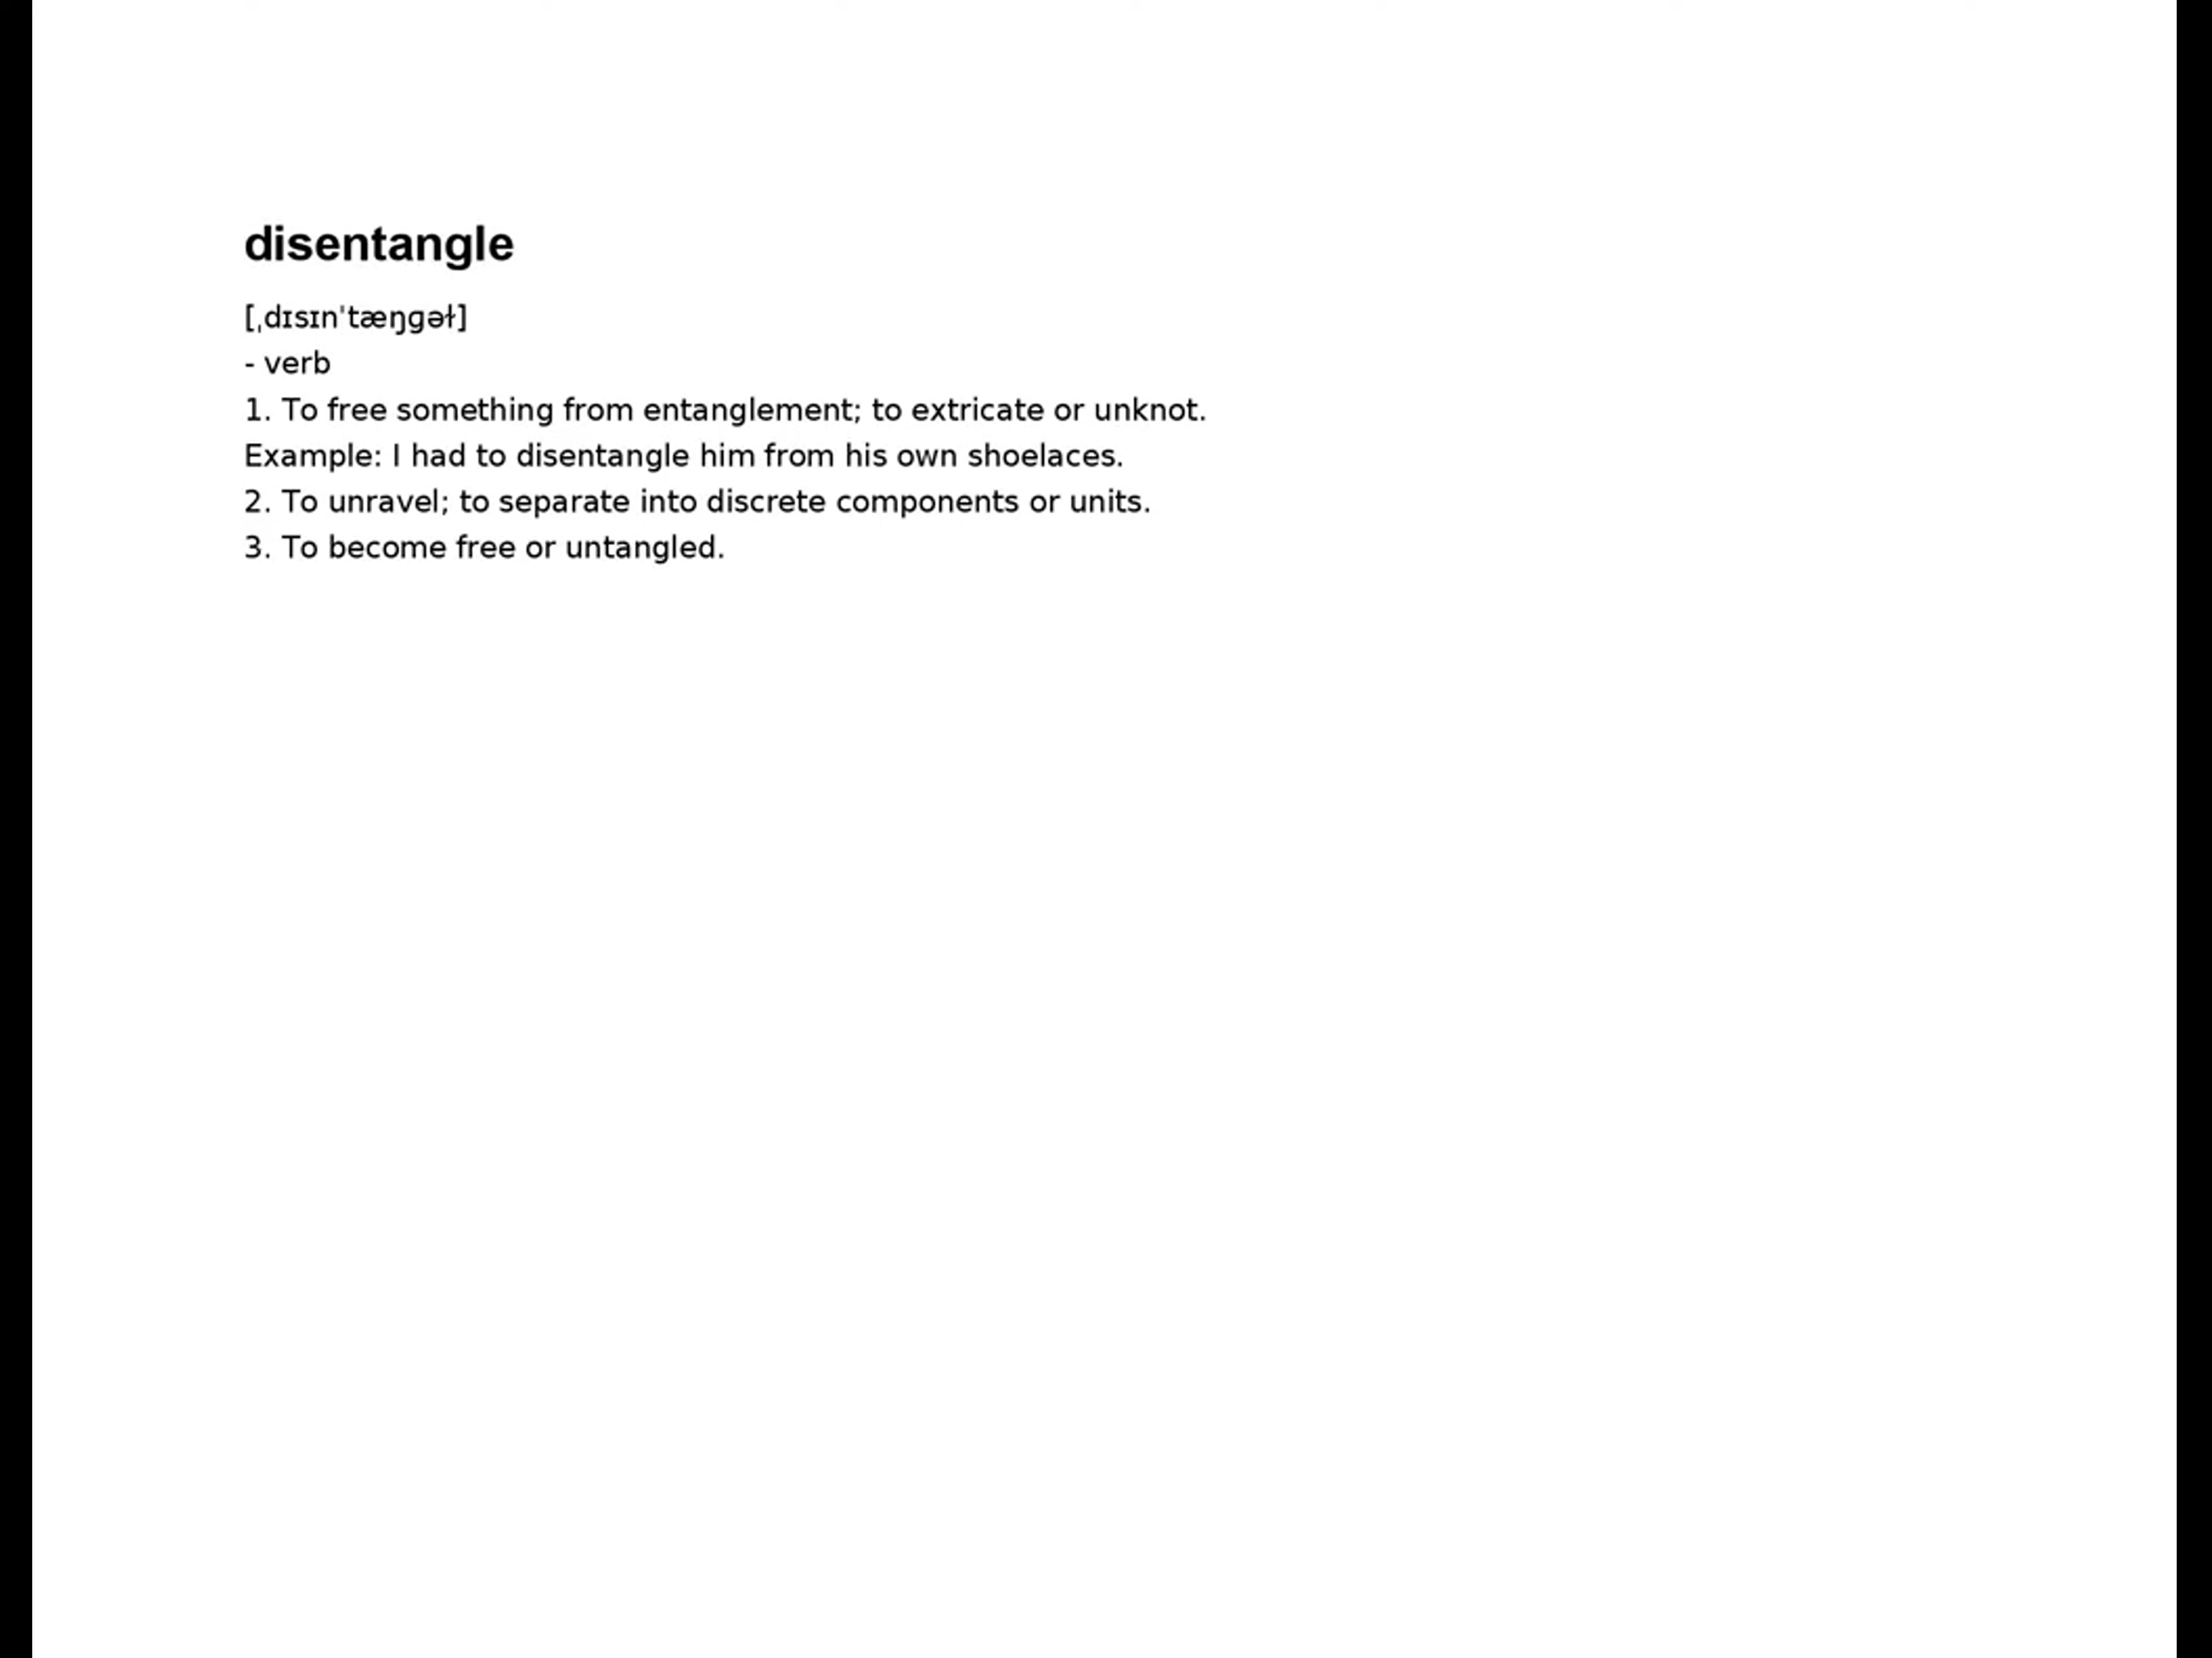 disentangle
[ˌdɪsɪnˈtæŋgəɫ]
- verb
1. To free something from entanglement; to extricate or unknot.
Example: I had to disentangle him from his own shoelaces.
2. To unravel; to separate into discrete components or units.
3. To become free or untangled.